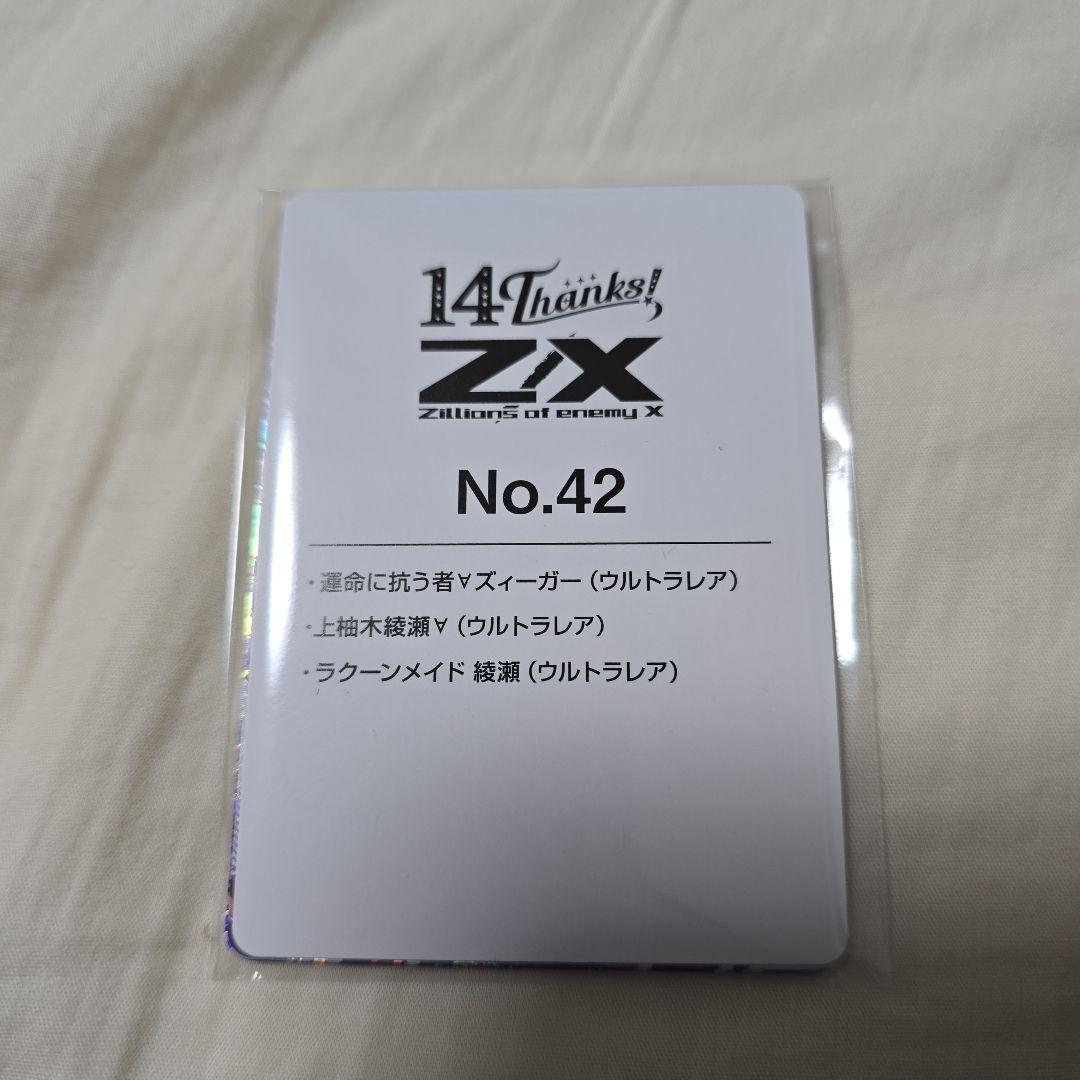 14Thanks!
Z/X
Zillions of enemy X
No.42
・運命に抗う者∀ズィーガー（ウルトラレア）
・上柚木綾瀬∀（ウルトラレア）
・ラクーンメイド 綾瀬（ウルトラレア）